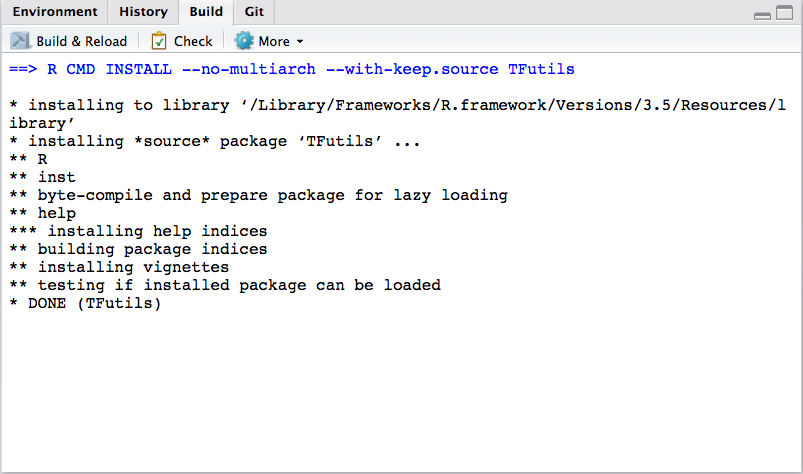 Environment History Build Git
Build & Reload Check More
==> R CMD INSTALL --no-multiarch --with-keep.source TFutils
* installing to library ‘/Library/Frameworks/R.framework/Versions/3.5/Resources/l
ibrary’
* installing *source* package ‘TFutils’ ...
** R
** inst
** byte-compile and prepare package for lazy loading
** help
*** installing help indices
** building package indices
** installing vignettes
** testing if installed package can be loaded
* DONE (TFutils)